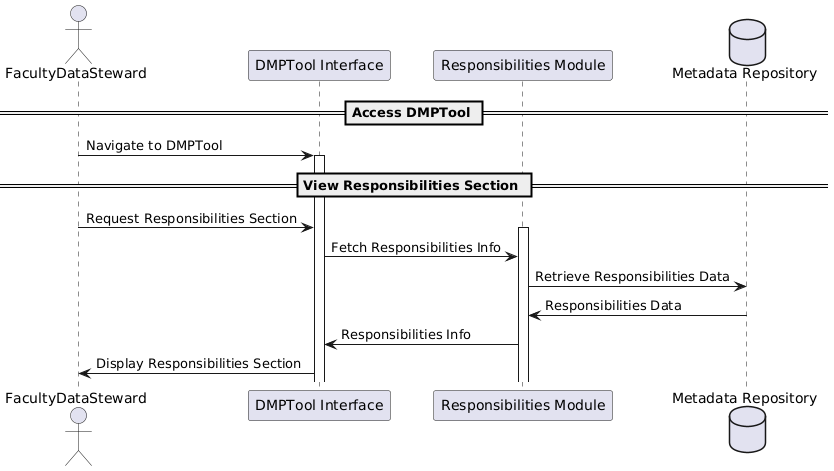 FacultyDataSteward
DMPTool Interface
Responsibilities Module
Metadata Repository
Access DMPTool
Navigate to DMPTool
View Responsibilities Section
Request Responsibilities Section
Fetch Responsibilities Info
Retrieve Responsibilities Data
Responsibilities Data
Responsibilities Info
Display Responsibilities Section
FacultyDataSteward
DMPTool Interface
Responsibilities Module
Metadata Repository